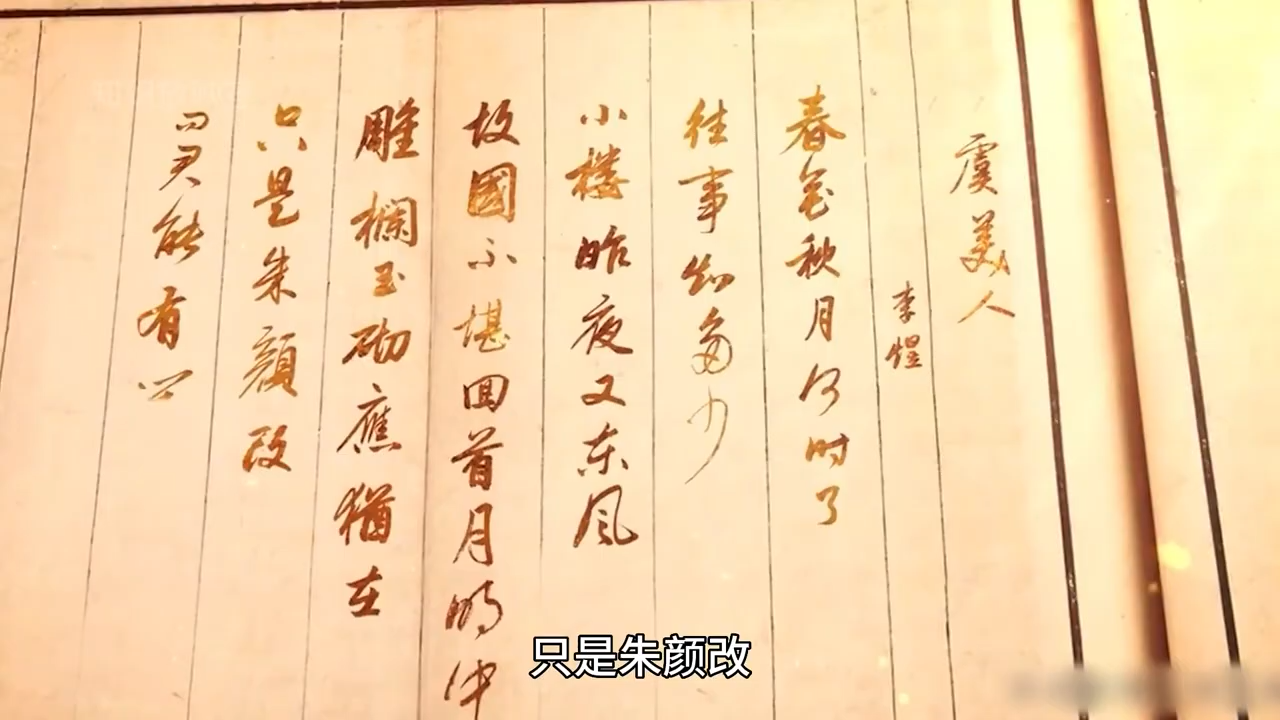 虞美人
李煜
春花秋月何时了
往事知多少
小楼昨夜又东风
故國不堪回首月明中
雕欄玉砌應猶在
只是朱顔改
君能有
只是朱颜改